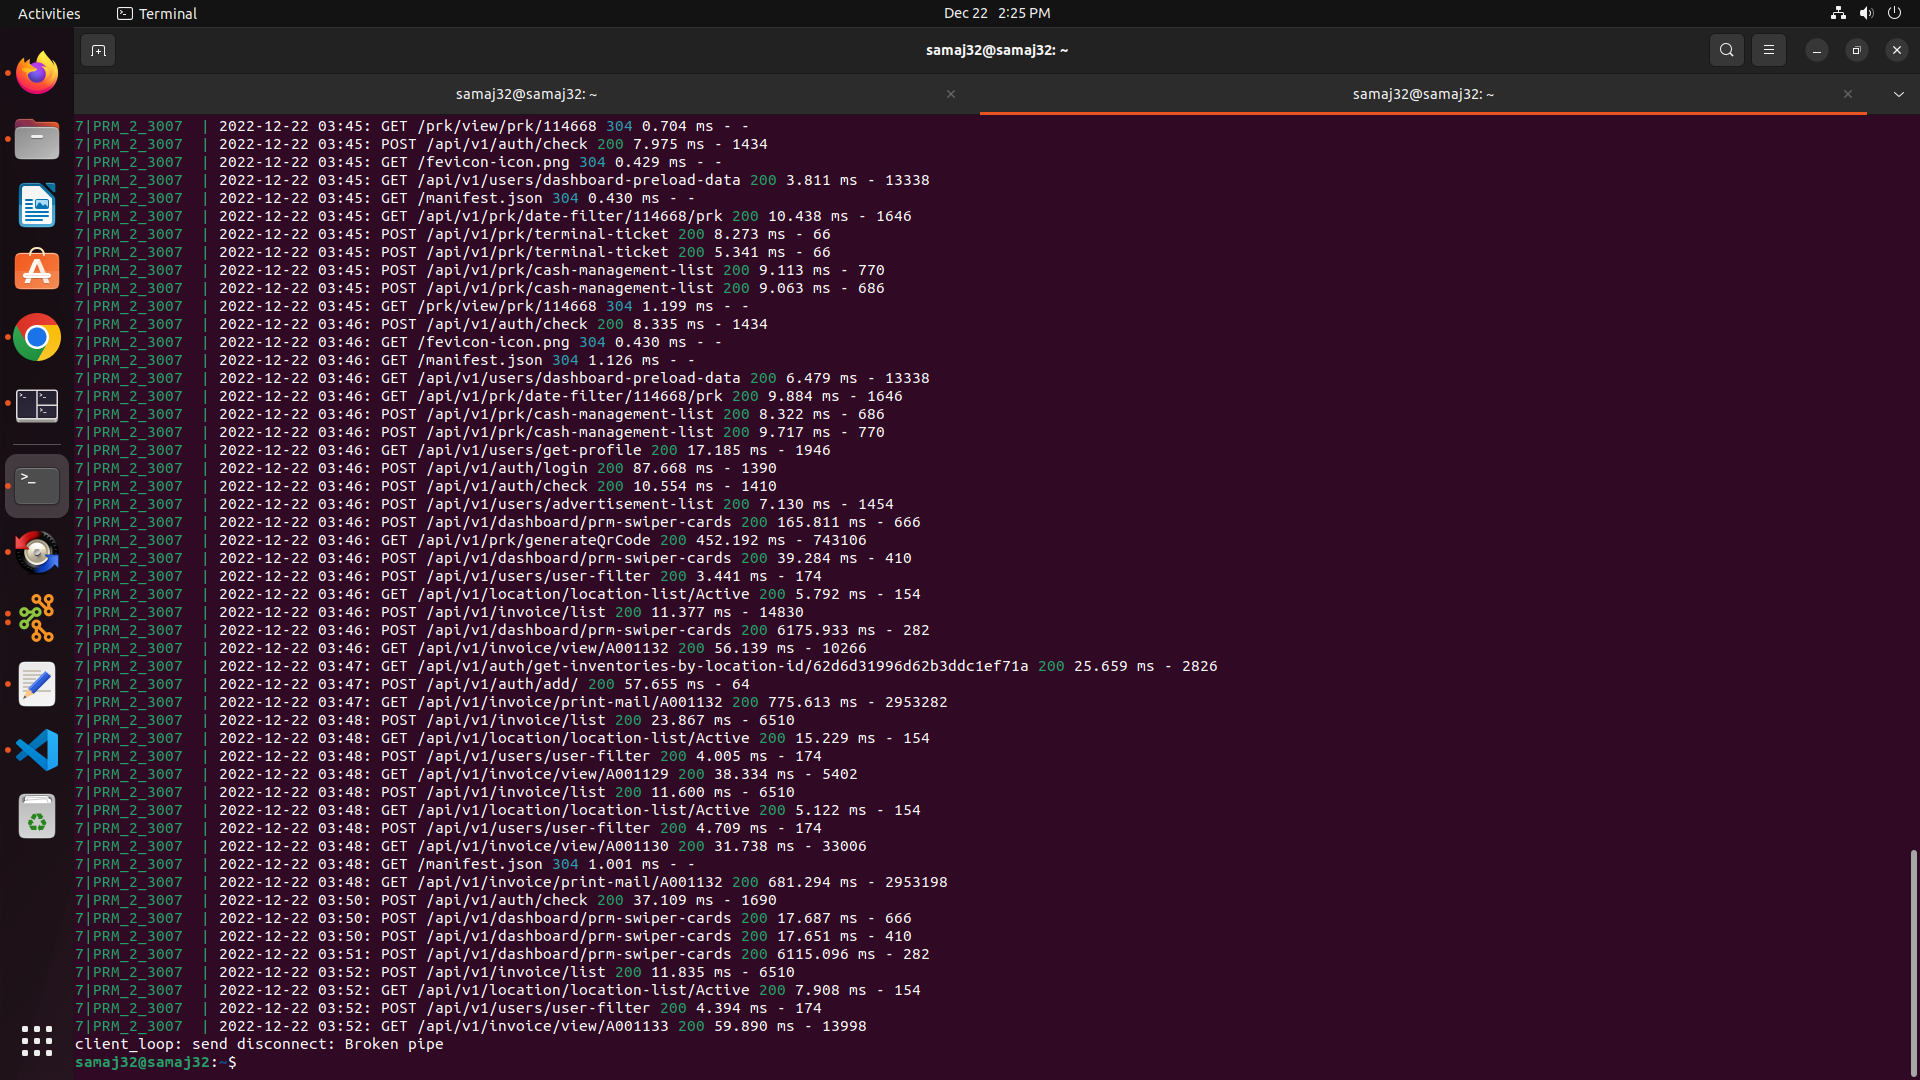 Activities
Terminal
Dec 22 2:25 PM
samaj32@samaj32: ~
samaj32@samaj32: ~
samaj32@samaj32: ~
7|PRM_2_3007 | 2022-12-22 03:45: GET /prk/view/prk/114668 304 0.704 ms - -
7|PRM_2_3007 | 2022-12-22 03:45: POST /api/v1/auth/check 200 7.975 ms - 1434
7|PRM_2_3007 | 2022-12-22 03:45: GET /fevicon-icon.png 304 0.429 ms - -
7|PRM_2_3007 | 2022-12-22 03:45: GET /api/v1/users/dashboard-preload-data 200 3.811 ms - 13338
7|PRM_2_3007 | 2022-12-22 03:45: GET /manifest.json 304 0.430 ms - -
7|PRM_2_3007 | 2022-12-22 03:45: GET /api/v1/prk/date-filter/114668/prk 200 10.438 ms - 1646
7|PRM_2_3007 | 2022-12-22 03:45: POST /api/v1/prk/terminal-ticket 200 8.273 ms - 66
7|PRM_2_3007 | 2022-12-22 03:45: POST /api/v1/prk/terminal-ticket 200 5.341 ms - 66
7|PRM_2_3007 | 2022-12-22 03:45: POST /api/v1/prk/cash-management-list 200 9.113 ms - 770
7|PRM_2_3007 | 2022-12-22 03:45: POST /api/v1/prk/cash-management-list 200 9.063 ms - 686
7|PRM_2_3007 | 2022-12-22 03:45: GET /prk/view/prk/114668 304 1.199 ms - -
7|PRM_2_3007 | 2022-12-22 03:46: POST /api/v1/auth/check 200 8.335 ms - 1434
7|PRM_2_3007 | 2022-12-22 03:46: GET /fevicon-icon.png 304 0.430 ms - -
7|PRM_2_3007 | 2022-12-22 03:46: GET /manifest.json 304 1.126 ms - -
7|PRM_2_3007 | 2022-12-22 03:46: GET /api/v1/users/dashboard-preload-data 200 6.479 ms - 13338
7|PRM_2_3007 | 2022-12-22 03:46: GET /api/v1/prk/date-filter/114668/prk 200 9.884 ms - 1646
7|PRM_2_3007 | 2022-12-22 03:46: POST /api/v1/prk/cash-management-list 200 8.322 ms - 686
7|PRM_2_3007 | 2022-12-22 03:46: POST /api/v1/prk/cash-management-list 200 9.717 ms - 770
7|PRM_2_3007 | 2022-12-22 03:46: GET /api/v1/users/get-profile 200 17.185 ms - 1946
7|PRM_2_3007 | 2022-12-22 03:46: POST /api/v1/auth/login 200 87.668 ms - 1390
7|PRM_2_3007 | 2022-12-22 03:46: POST /api/v1/auth/check 200 10.554 ms - 1410
7|PRM_2_3007 | 2022-12-22 03:46: POST /api/v1/users/advertisement-list 200 7.130 ms - 1454
7|PRM_2_3007 | 2022-12-22 03:46: POST /api/v1/dashboard/prm-swiper-cards 200 165.811 ms - 666
7|PRM_2_3007 | 2022-12-22 03:46: GET /api/v1/prk/generateQrCode 200 452.192 ms - 743106
7|PRM_2_3007 | 2022-12-22 03:46: POST /api/v1/dashboard/prm-swiper-cards 200 39.284 ms - 410
7|PRM_2_3007 | 2022-12-22 03:46: POST /api/v1/users/user-filter 200 3.441 ms - 174
7|PRM_2_3007 | 2022-12-22 03:46: GET /api/v1/location/location-list/Active 200 5.792 ms - 154
7|PRM_2_3007 | 2022-12-22 03:46: POST /api/v1/invoice/list 200 11.377 ms - 14830
7|PRM_2_3007 | 2022-12-22 03:46: POST /api/v1/dashboard/prm-swiper-cards 200 6175.933 ms - 282
7|PRM_2_3007 | 2022-12-22 03:46: GET /api/v1/invoice/view/A001132 200 56.139 ms - 10266
7|PRM_2_3007 | 2022-12-22 03:47: GET /api/v1/auth/get-inventories-by-location-id/62d6d31996d62b3ddc1ef71a 200 25.659 ms - 2826
7|PRM_2_3007 | 2022-12-22 03:47: POST /api/v1/auth/add/ 200 57.655 ms - 64
7|PRM_2_3007 | 2022-12-22 03:47: GET /api/v1/invoice/print-mail/A001132 200 775.613 ms - 2953282
7|PRM_2_3007 | 2022-12-22 03:48: POST /api/v1/invoice/list 200 23.867 ms - 6510
7|PRM_2_3007 | 2022-12-22 03:48: GET /api/v1/location/location-list/Active 200 15.229 ms - 154
7|PRM_2_3007 | 2022-12-22 03:48: POST /api/v1/users/user-filter 200 4.005 ms - 174
7|PRM_2_3007 | 2022-12-22 03:48: GET /api/v1/invoice/view/A001129 200 38.334 ms - 5402
7|PRM_2_3007 | 2022-12-22 03:48: POST /api/v1/invoice/list 200 11.600 ms - 6510
7|PRM_2_3007 | 2022-12-22 03:48: GET /api/v1/location/location-list/Active 200 5.122 ms - 154
7|PRM_2_3007 | 2022-12-22 03:48: POST /api/v1/users/user-filter 200 4.709 ms - 174
7|PRM_2_3007 | 2022-12-22 03:48: GET /api/v1/invoice/view/A001130 200 31.738 ms - 33006
7|PRM_2_3007 | 2022-12-22 03:48: GET /manifest.json 304 1.001 ms - -
7|PRM_2_3007 | 2022-12-22 03:48: GET /api/v1/invoice/print-mail/A001132 200 681.294 ms - 2953198
7|PRM_2_3007 | 2022-12-22 03:50: POST /api/v1/auth/check 200 37.109 ms - 1690
7|PRM_2_3007 | 2022-12-22 03:50: POST /api/v1/dashboard/prm-swiper-cards 200 17.687 ms - 666
7|PRM_2_3007 | 2022-12-22 03:50: POST /api/v1/dashboard/prm-swiper-cards 200 17.651 ms - 410
7|PRM_2_3007 | 2022-12-22 03:51: POST /api/v1/dashboard/prm-swiper-cards 200 6115.096 ms - 282
7|PRM_2_3007 | 2022-12-22 03:52: POST /api/v1/invoice/list 200 11.835 ms - 6510
7|PRM_2_3007 | 2022-12-22 03:52: GET /api/v1/location/location-list/Active 200 7.908 ms - 154
7|PRM_2_3007 | 2022-12-22 03:52: POST /api/v1/users/user-filter 200 4.394 ms - 174
7|PRM_2_3007 | 2022-12-22 03:52: GET /api/v1/invoice/view/A001133 200 59.890 ms - 13998
client_loop: send disconnect: Broken pipe
samaj32@samaj32:~$